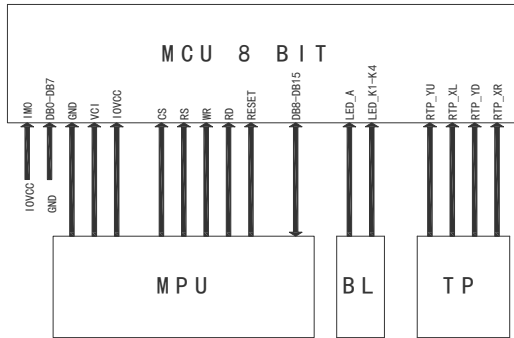 MCU 8 BIT
IM0
DB0-DB7
GND
VCI
IOVCC
CS
RS
WR
RD
RESET
DB8-DB15
LED_A
LED_K1-K4
RTP_YU
RTP_XL
RTP_YD
RTP_XR
IOVCC
GND
MPU
BL
TP